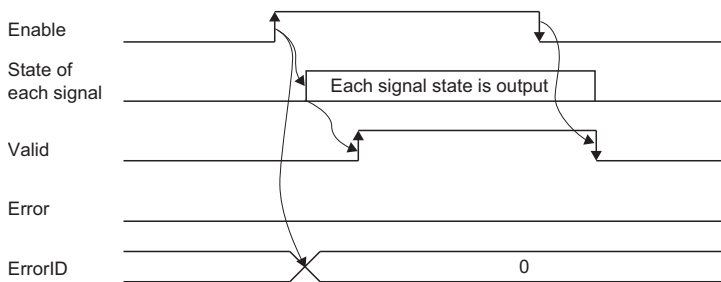 Enable
State of
each signal
Each signal state is output
Valid
Error
ErrorID
0